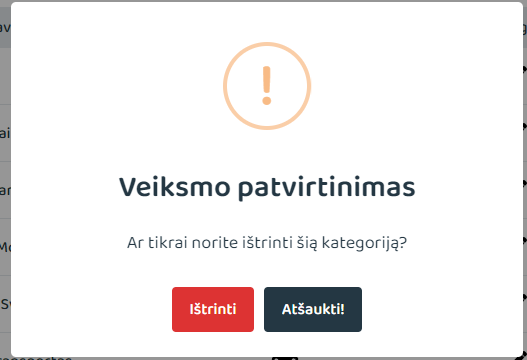 !
Veiksmo patvirtinimas
Ar tikrai norite ištrinti šią kategoriją?
Ištrinti
Atšaukti!